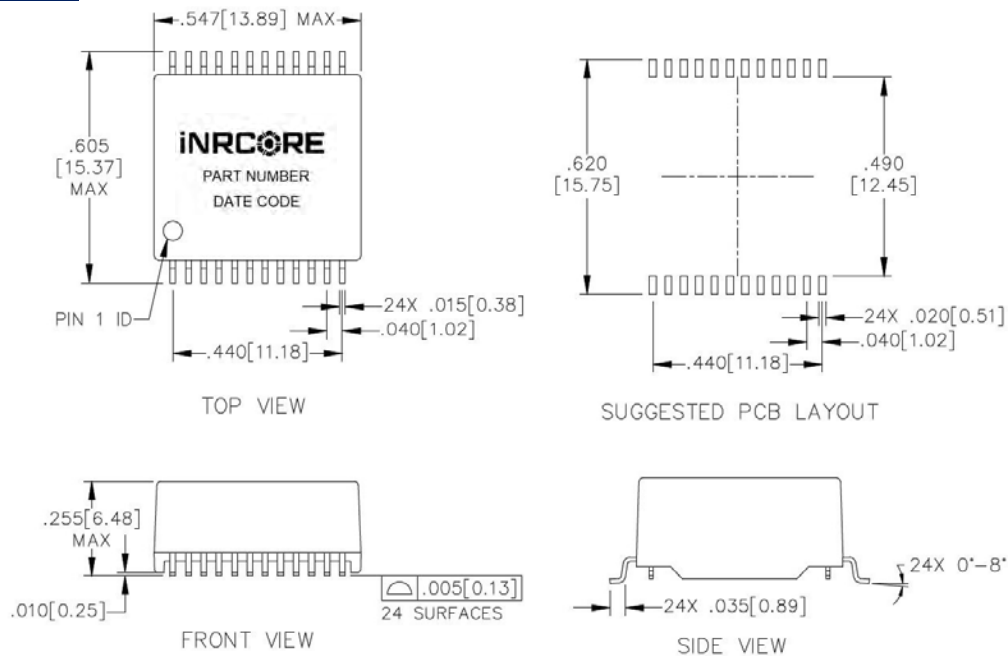 .547[13.89] MAX
.605
[15.37]
MAX
iNRCORE
PART NUMBER
DATE CODE
PIN 1 ID
24X .015[0.38]
.040[1.02]
.440[11.18]
TOP VIEW
.620
[15.75]
.490
[12.45]
24X .020[0.51]
.040[1.02]
.440[11.18]
SUGGESTED PCB LAYOUT
.255[6.48]
MAX
.010[0.25]
.005[0.13]
24 SURFACES
FRONT VIEW
24X 0°-8°
24X .035[0.89]
SIDE VIEW